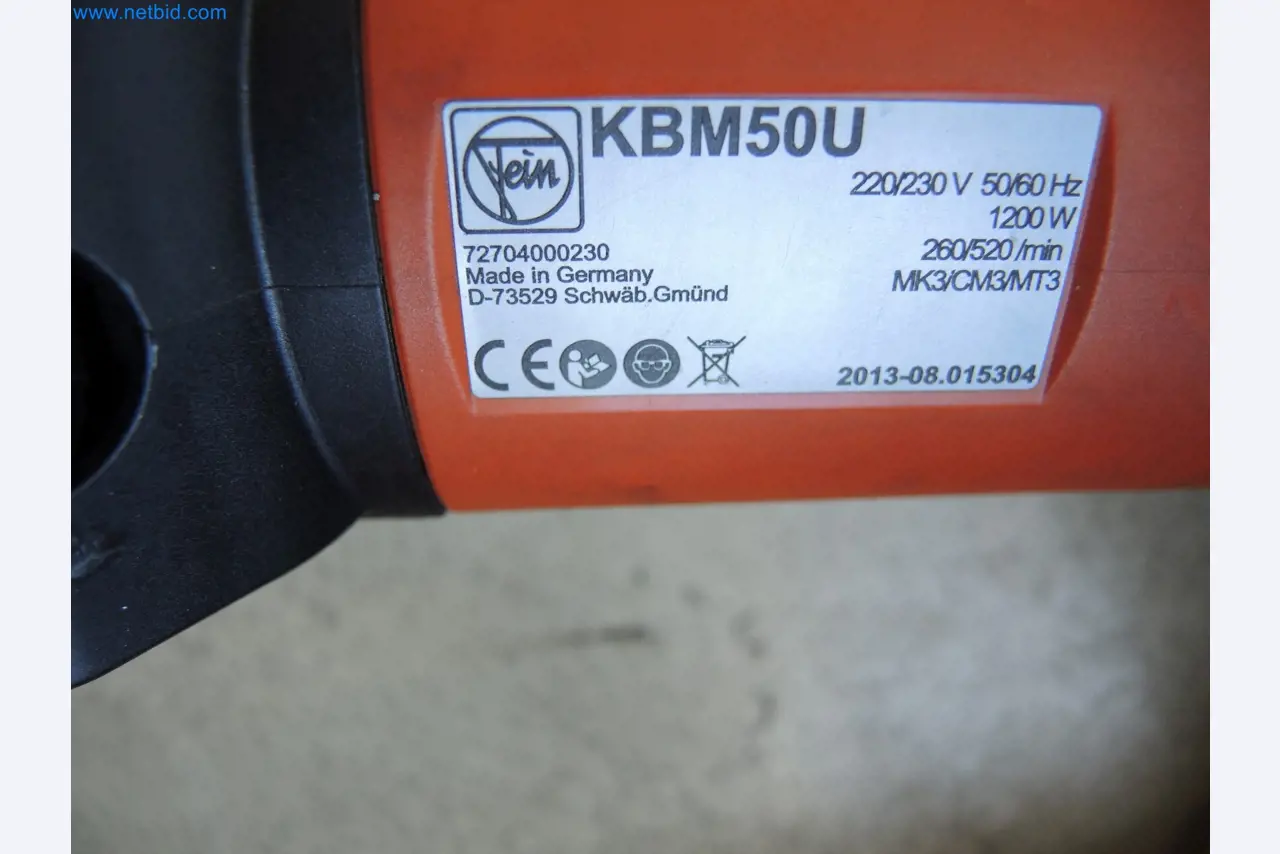 www.netbid.com
Fein
KBM50U
220/230 V 50/60 Hz
1200 W
260/520 /min
MK3/CM3/MT3
72704000230
Made in Germany
D-73529 Schwäb.Gmünd
CE
2013-08.015304